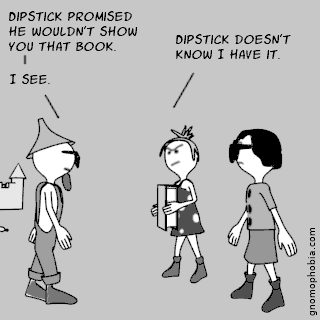 DIPSTICK PROMISED
HE WOULDN'T SHOW
YOU THAT BOOK.
I SEE.
DIPSTICK DOESN'T
KNOW I HAVE IT.
gnomophobia.com